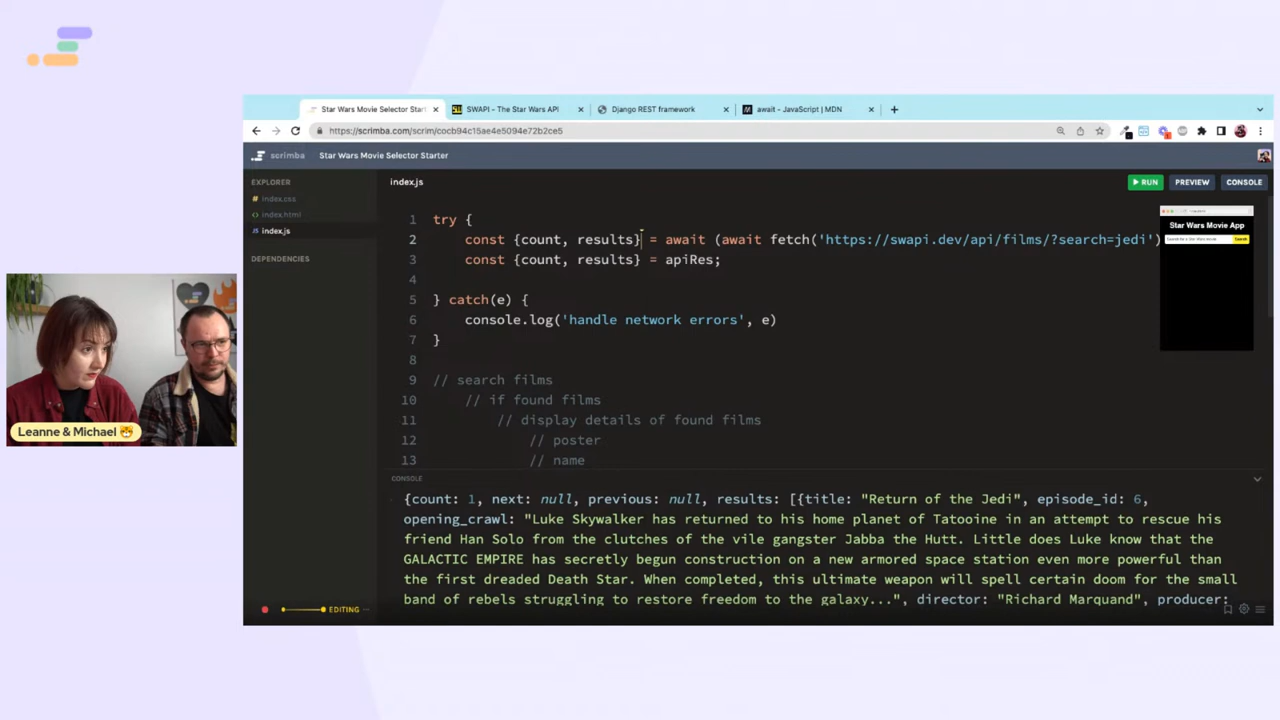 Star Wars Movie Selector Start
SWAPI - The Star Wars API
Django REST framework
await - JavaScript | MDN
https://scrimba.com/scrim/cocb94c15ae4e5094e72b2ce5
scrimba
Star Wars Movie Selector Starter
EXPLORER
index.css
index.html
index.js
DEPENDENCIES
index.js
RUN
PREVIEW
CONSOLE
1 try {
2 const {count, results} = await (await fetch('https://swapi.dev/api/films/?search=jedi')
3 const {count, results} = apiRes;
4
5 } catch(e) {
6 console.log('handle network errors', e)
7 }
8
9 // search films
10 // if found films
11 // display details of found films
12 // poster
13 // name
Star Wars Movie App
Search
CONSOLE
{count: 1, next: null, previous: null, results: [{title: "Return of the Jedi", episode_id: 6,
opening_crawl: "Luke Skywalker has returned to his home planet of Tatooine in an attempt to rescue his
friend Han Solo from the clutches of the vile gangster Jabba the Hutt. Little does Luke know that the
GALACTIC EMPIRE has secretly begun construction on a new armored space station even more powerful than
the first dreaded Death Star. When completed, this ultimate weapon will spell certain doom for the small
band of rebels struggling to restore freedom to the galaxy...", director: "Richard Marquand", producer:
EDITING
Leanne & Michael